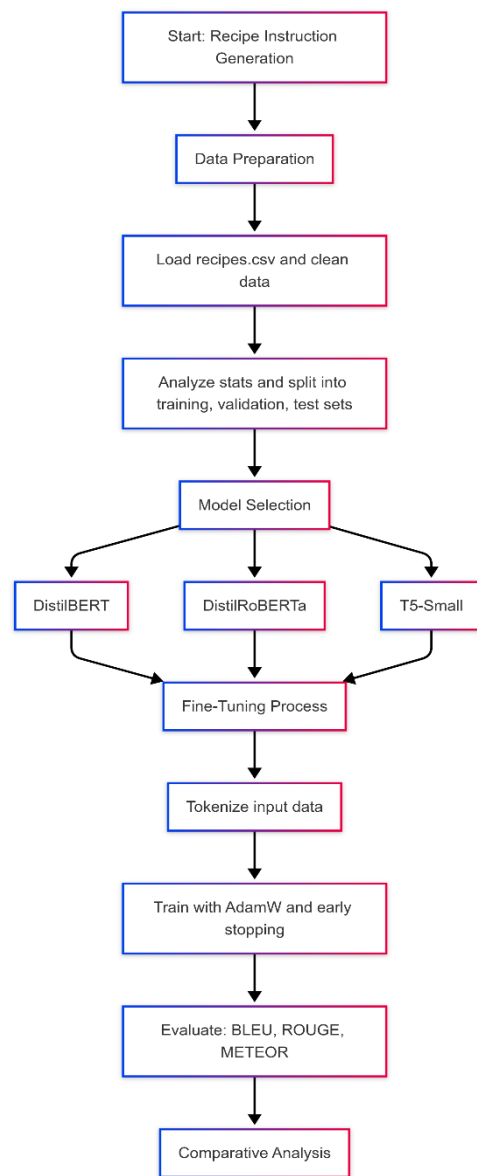 Start: Recipe Instruction
Generation
Data Preparation
Load recipes.csv and clean
data
Analyze stats and split into
training, validation, test sets
Model Selection
DistilBERT
DistilRoBERTa
T5-Small
Fine-Tuning Process
Tokenize input data
Train with AdamW and early
stopping
Evaluate: BLEU, ROUGE,
METEOR
Comparative Analysis